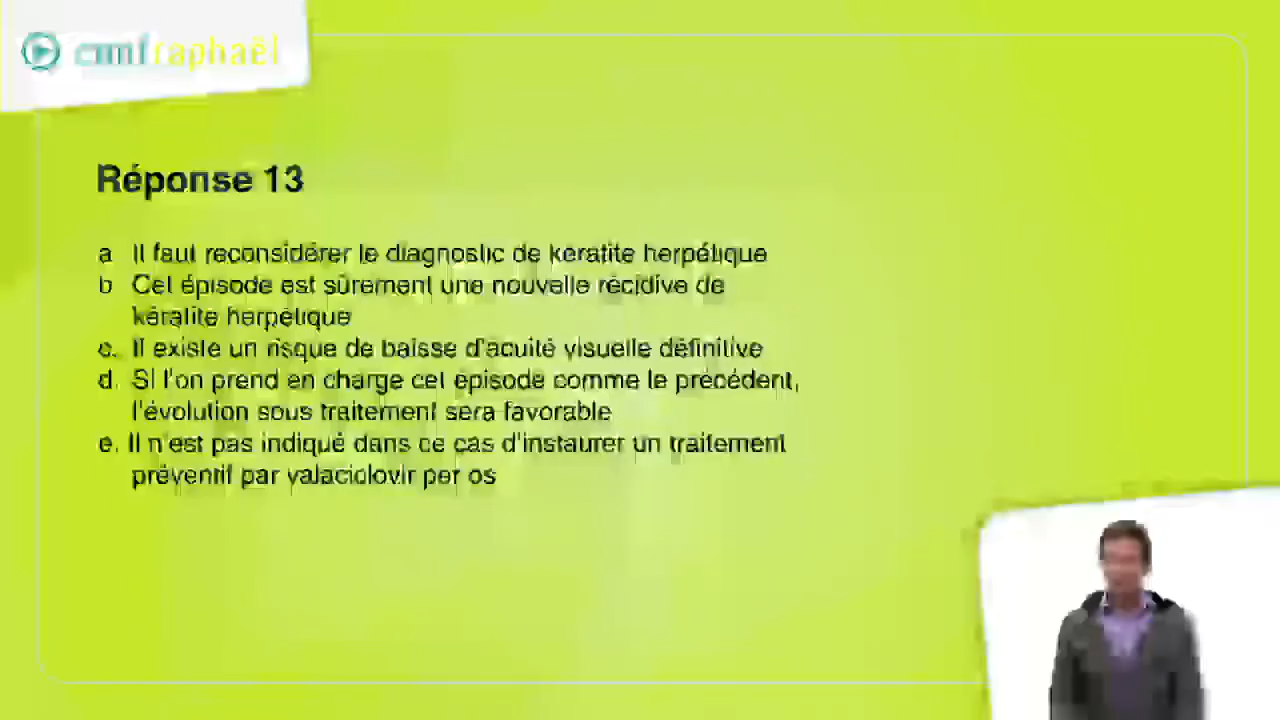 cmf raphaël
Réponse 13
a Il faut reconsidérer le diagnostic de kératite herpétique
b Cet épisode est sûrement une nouvelle récidive de
kératite herpétique
c. Il existe un risque de baisse d'acuité visuelle définitive
d. Si l'on prend en charge cet épisode comme le précédent,
l'évolution sous traitement sera favorable
e. Il n'est pas indiqué dans ce cas d'instaurer un traitement
préventif par valaciclovir per os